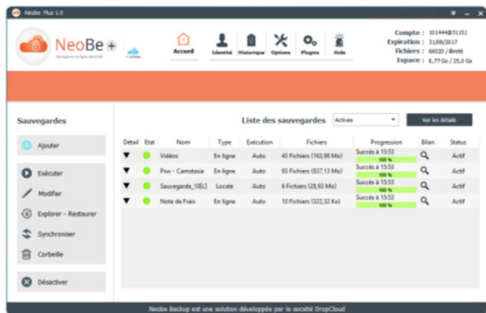 Neobe Plus 1.0
NeoBe +
Accueil
Identité
Historique
Options
Plugins
Aide
Compte : 101444@31151
Expiration : 31/08/2017
Fichiers : 66020 / Illimité
Espace : 6,77 Go / 25,0 Go
Sauvegardes
Liste des sauvegardes Actives Voir les détails
Ajouter
Exécuter
Modifier
Explorer - Restaurer
Synchroniser
Corbeille
Désactiver
Détail Etat Nom Type Exécution Fichiers Progression Bilan Status
Vidéos En ligne Auto 43 Fichiers (163,98 Mo) Succès à 15:53 100 % Actif
Pow - Camotasia En ligne Auto 93 Fichiers (837,13 Mo) Succès à 15:53 100 % Actif
Sauvegarde_10[L] Locale Auto 6 Fichiers (28,93 Mo) Succès à 15:53 100 % Actif
Note de Frais En ligne Auto 10 Fichiers (322,32 Ko) Succès à 15:53 100 % Actif
Neobe Backup est une solution développée par la société DropCloud